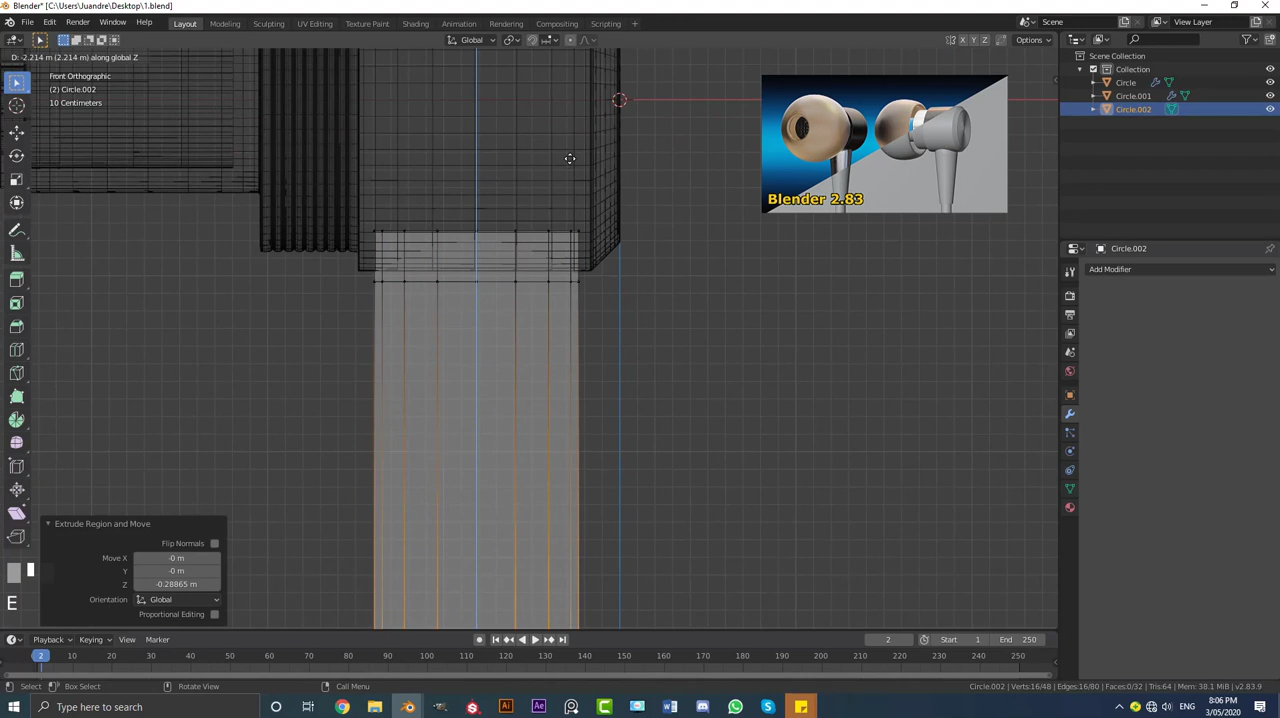 Blender* [C:\Users\Juandre\Desktop\1.blend]
File Edit Render Window Help
Layout Modeling Sculpting UV Editing Texture Paint Shading Animation Rendering Compositing Scripting +
Scene
View Layer
Global
X Y Z
Options
D: -2.214 m (2.214 m) along global Z
Front Orthographic
(2) Circle.002
10 Centimeters
Blender 2.83
Scene Collection
Collection
Circle
Circle.001
Circle.002
Circle.002
Add Modifier
Extrude Region and Move
Flip Normals
Move X -0 m
Y -0 m
Z -0.28865 m
Orientation Global
Proportional Editing
E
Playback Keying View Marker
2 Start 1 End 250
2 10 20 30 40 50 60 70 80 90 100 110 120 130 140 150 160 170 180 190 200 210 220 230 240 250
Select Box Select Rotate View Call Menu
Circle.002 | Verts:16/48 | Edges:16/80 | Faces:0/32 | Tris:64 | Mem: 38.1 MiB | v2.83.9
Type here to search
ENG
8:06 PM
3/05/2020